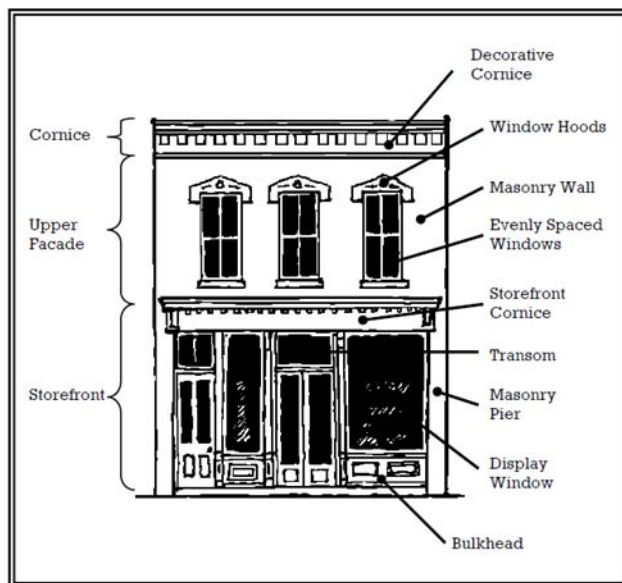 Decorative
Cornice
Cornice
Window Hoods
Masonry Wall
Upper
Facade
Evenly Spaced
Windows
Storefront
Cornice
Transom
Storefront
Masonry
Pier
Display
Window
Bulkhead